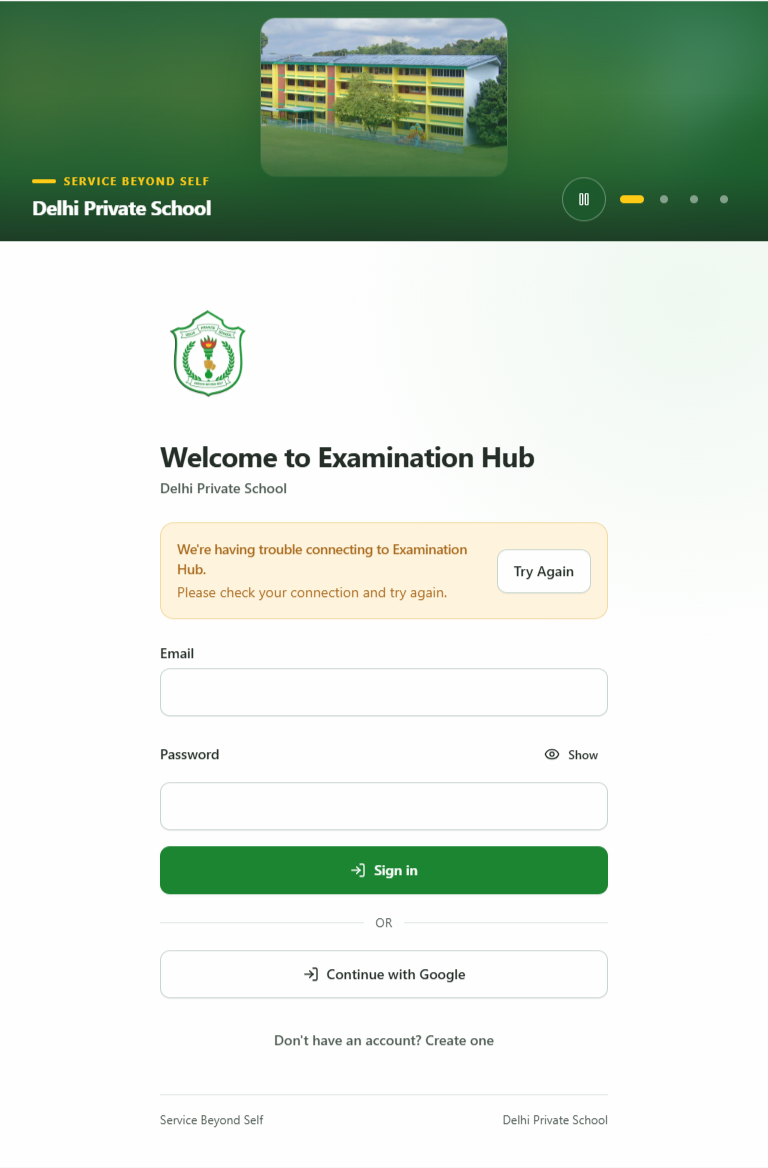 SERVICE BEYOND SELF
Delhi Private School
Welcome to Examination Hub
Delhi Private School
We're having trouble connecting to Examination
Hub.
Please check your connection and try again.
Try Again
Email
Password
Show
Sign in
OR
Continue with Google
Don't have an account? Create one
Service Beyond Self
Delhi Private School